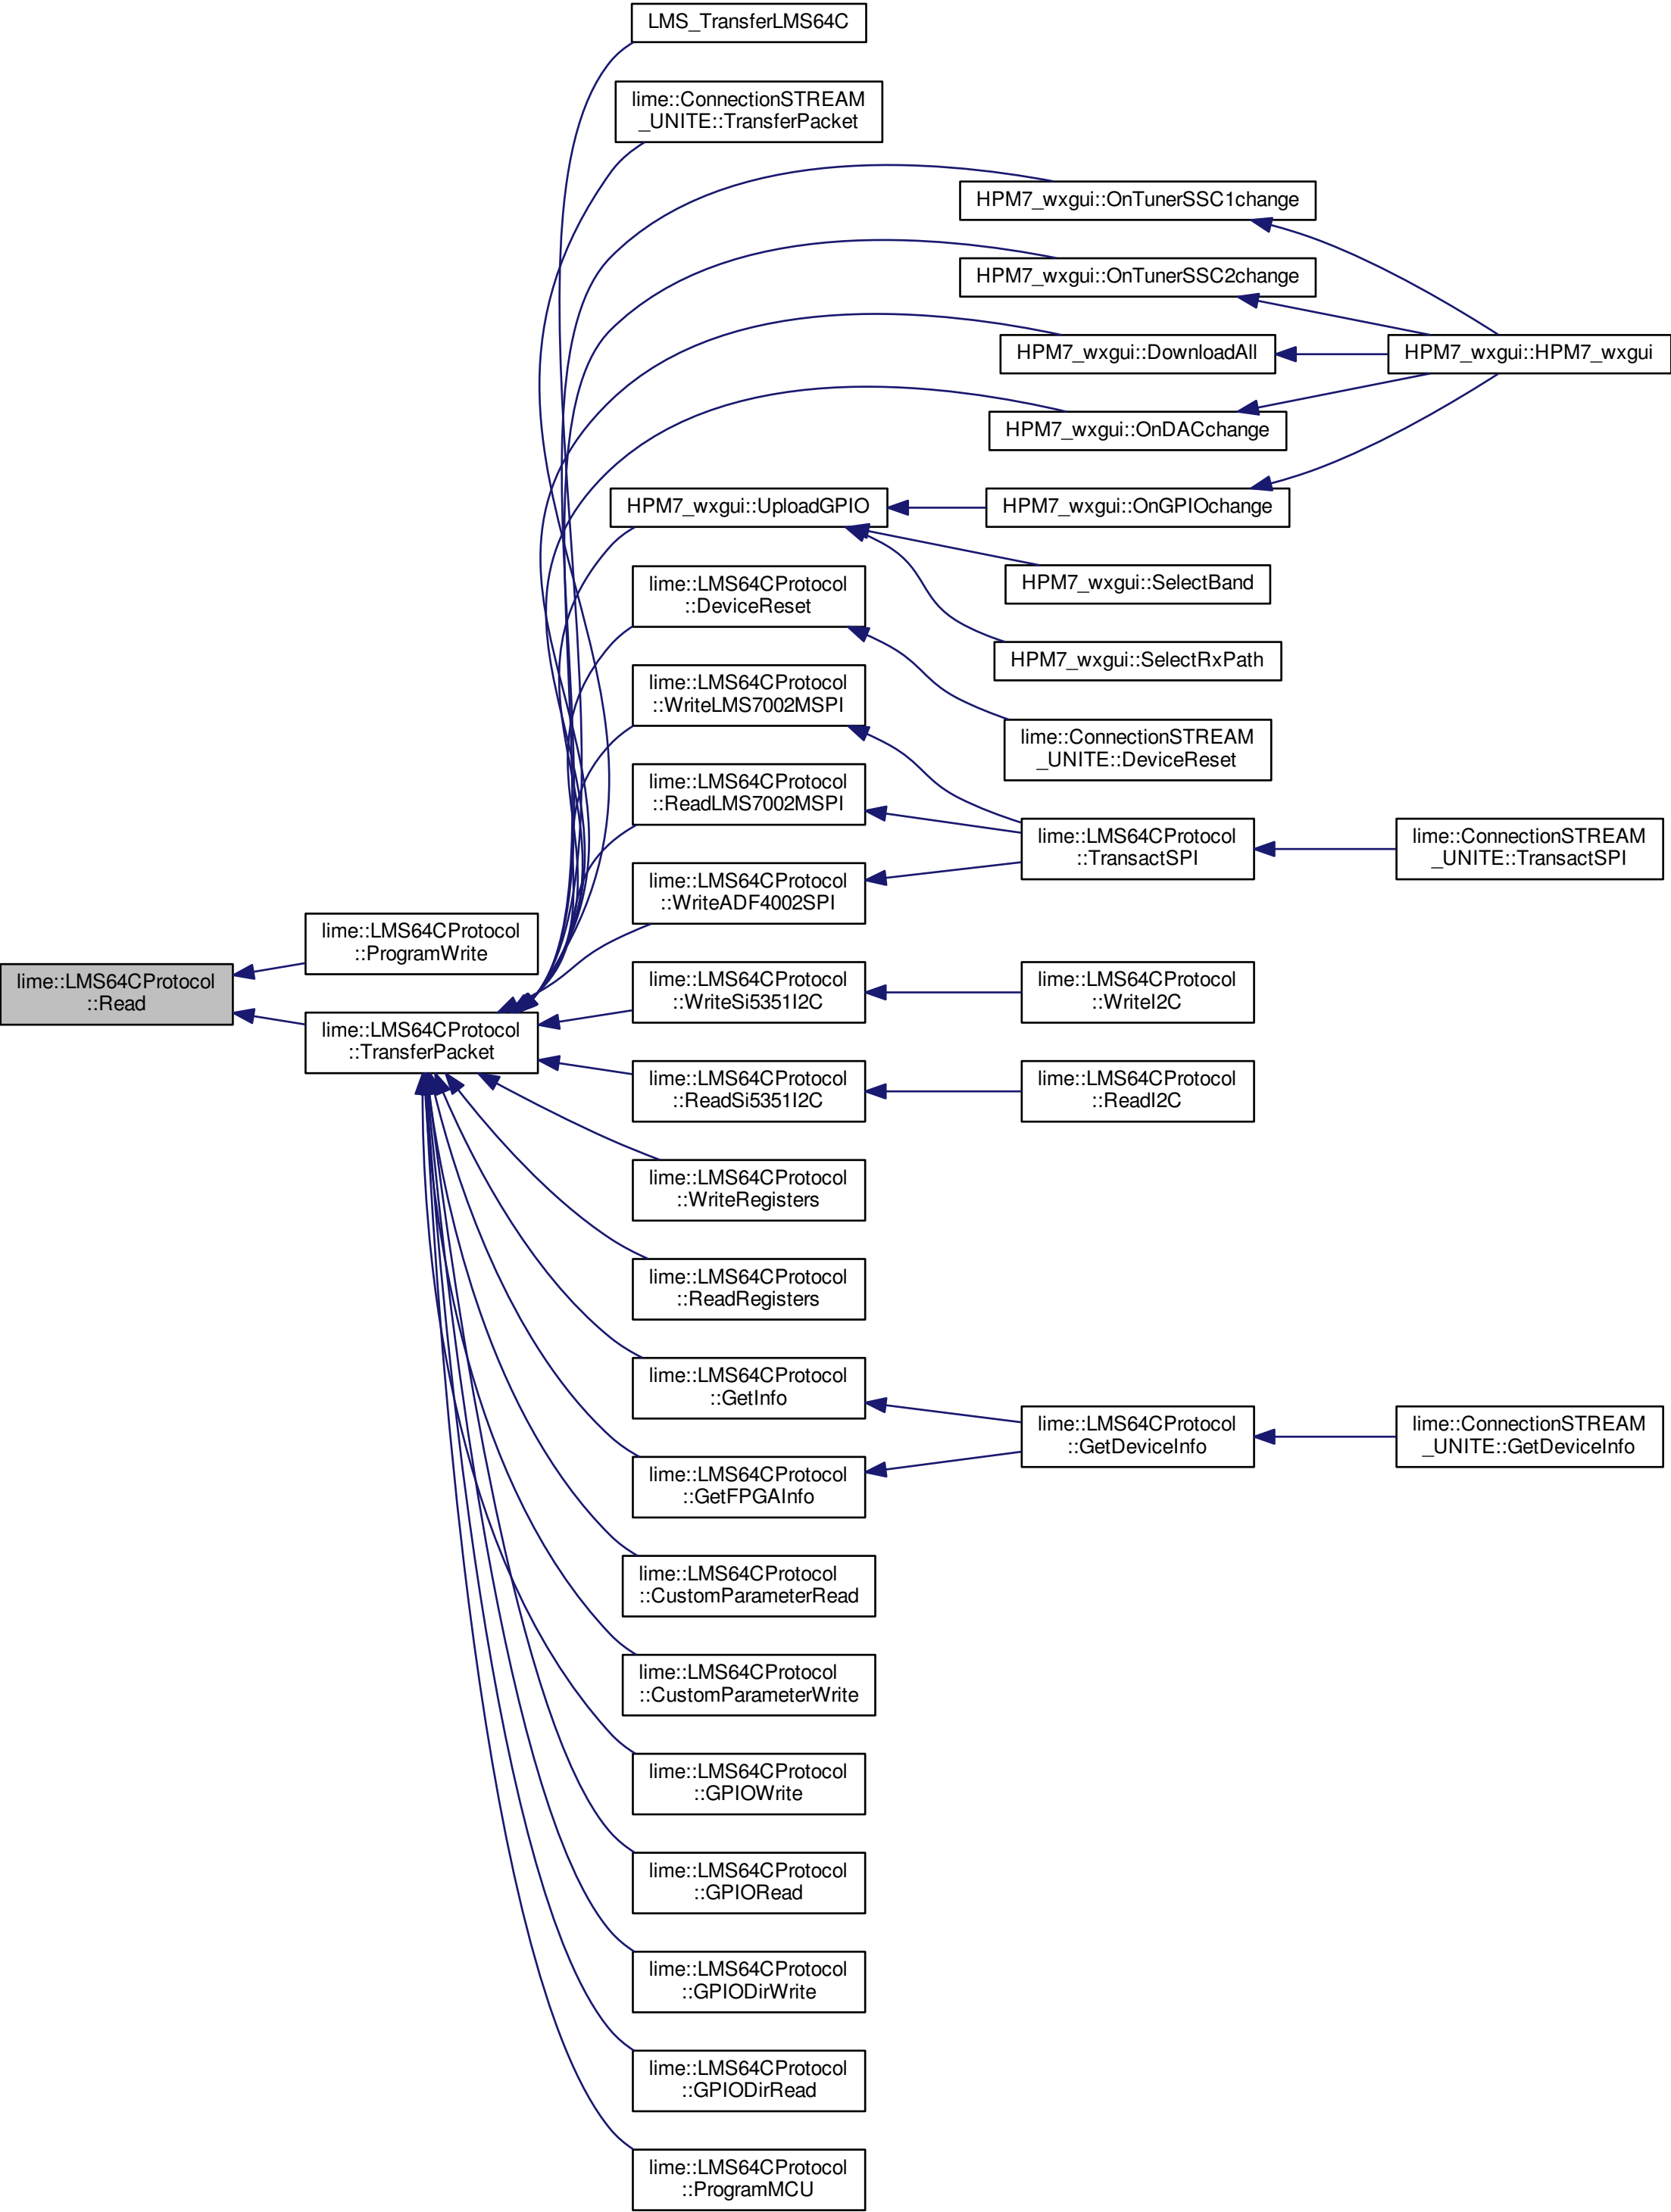 LMS_TransferLMS64C
lime::ConnectionSTREAM
_UNITE::TransferPacket
HPM7_wxgui::OnTunerSSC1change
HPM7_wxgui::OnTunerSSC2change
HPM7_wxgui::DownloadAll
HPM7_wxgui::HPM7_wxgui
HPM7_wxgui::OnDACchange
HPM7_wxgui::UploadGPIO
HPM7_wxgui::OnGPIOchange
HPM7_wxgui::SelectBand
lime::LMS64CProtocol
::DeviceReset
HPM7_wxgui::SelectRxPath
lime::LMS64CProtocol
::WriteLMS7002MSPI
lime::ConnectionSTREAM
_UNITE::DeviceReset
lime::LMS64CProtocol
::ReadLMS7002MSPI
lime::LMS64CProtocol
::TransactSPI
lime::ConnectionSTREAM
_UNITE::TransactSPI
lime::LMS64CProtocol
::WriteADF4002SPI
lime::LMS64CProtocol
::ProgramWrite
lime::LMS64CProtocol
::Read
lime::LMS64CProtocol
::WriteSi5351I2C
lime::LMS64CProtocol
::WriteI2C
lime::LMS64CProtocol
::TransferPacket
lime::LMS64CProtocol
::ReadSi5351I2C
lime::LMS64CProtocol
::ReadI2C
lime::LMS64CProtocol
::WriteRegisters
lime::LMS64CProtocol
::ReadRegisters
lime::LMS64CProtocol
::GetInfo
lime::LMS64CProtocol
::GetDeviceInfo
lime::ConnectionSTREAM
_UNITE::GetDeviceInfo
lime::LMS64CProtocol
::GetFPGAInfo
lime::LMS64CProtocol
::CustomParameterRead
lime::LMS64CProtocol
::CustomParameterWrite
lime::LMS64CProtocol
::GPIOWrite
lime::LMS64CProtocol
::GPIORead
lime::LMS64CProtocol
::GPIODirWrite
lime::LMS64CProtocol
::GPIODirRead
lime::LMS64CProtocol
::ProgramMCU